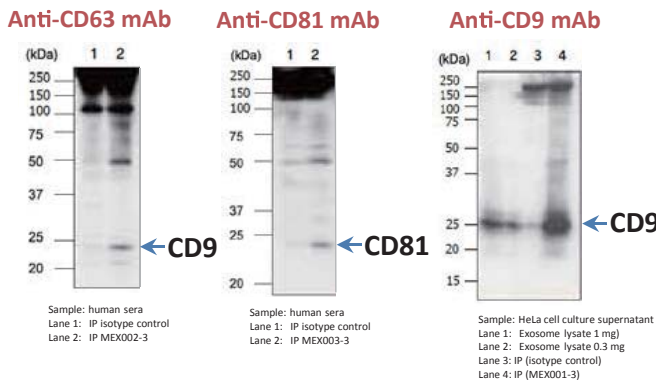 Anti-CD63 mAb
(kDa) 1 2
250
150
100
75
50
37
25
20
CD9
Sample: human sera
Lane 1: IP isotype control
Lane 2: IP MEX002-3
Anti-CD81 mAb
(kDa) 1 2
250
150
100
75
50
37
25
20
CD81
Sample: human sera
Lane 1: IP isotype control
Lane 2: IP MEX003-3
Anti-CD9 mAb
(kDa) 1 2 3 4
250
150
100
75
50
37
25
20
15
CD9
Sample: HeLa cell culture supernatant
Lane 1: Exosome lysate 1 mg)
Lane 2: Exosome lysate 0.3 mg
Lane 3: IP (isotype control)
Lane 4: IP (MEX001-3)